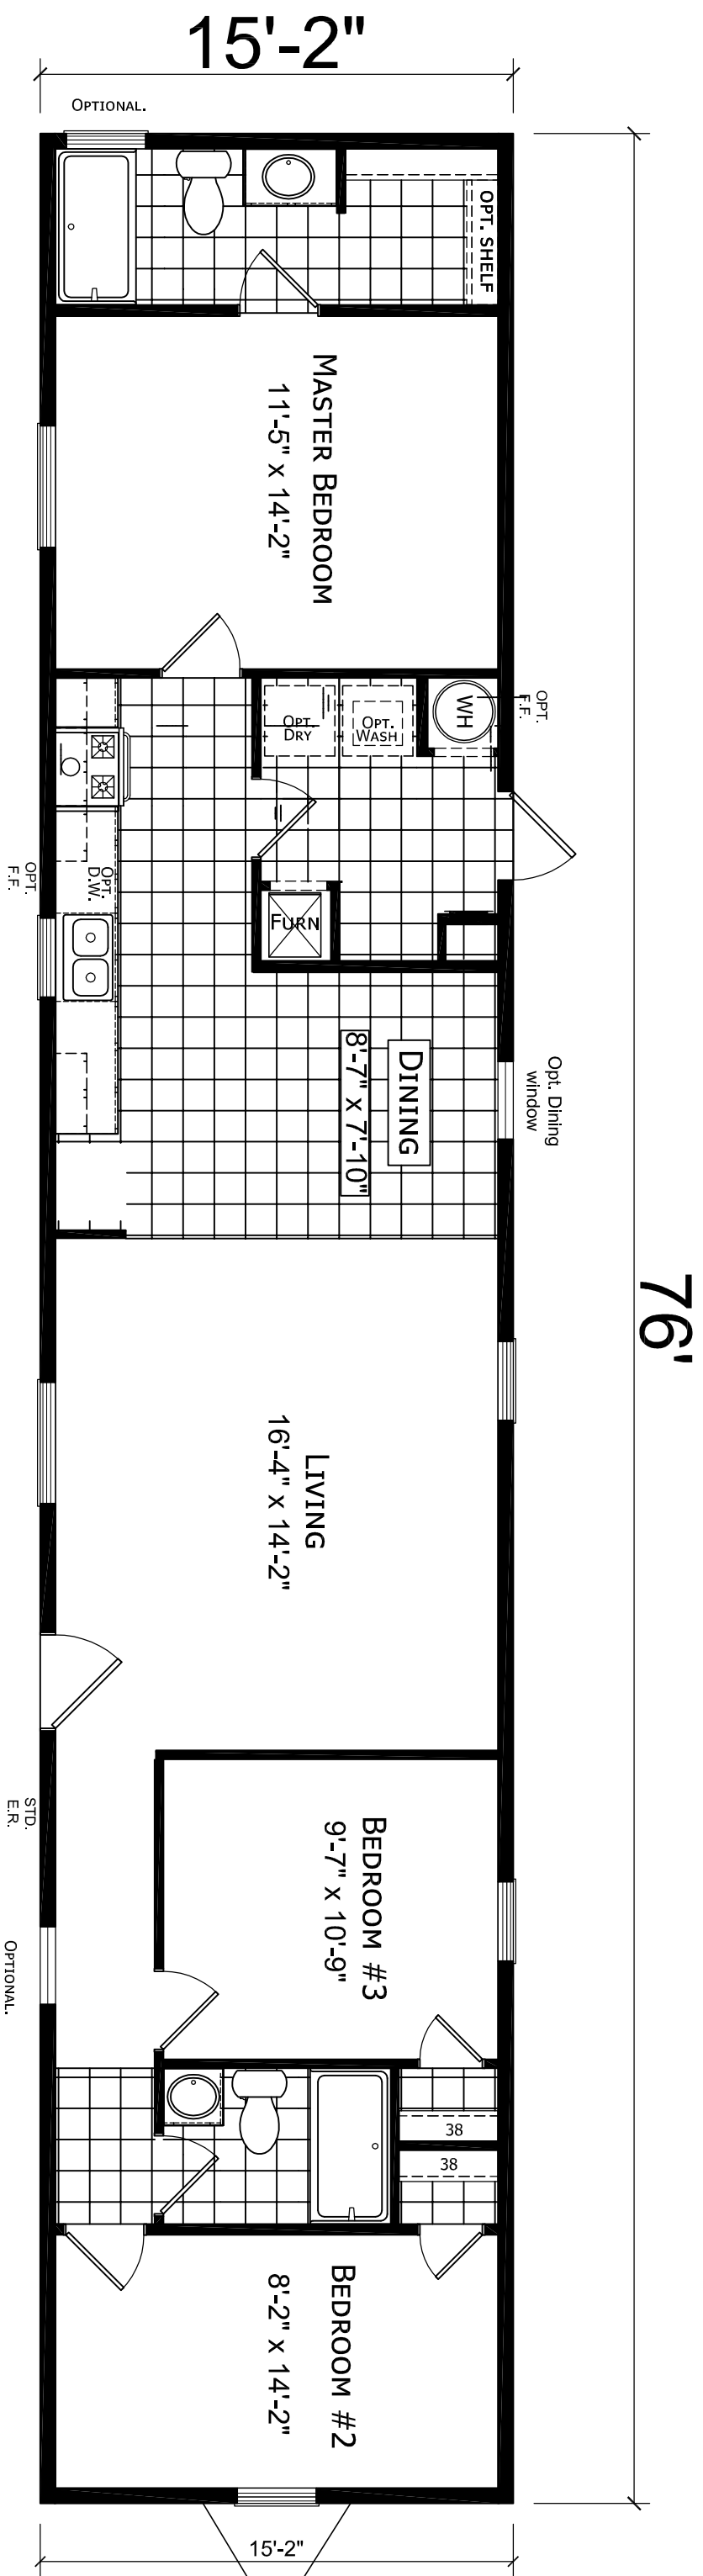 15'-2"
OPTIONAL.
OPT. SHELF
MASTER BEDROOM
11'-5" x 14'-2"
OPT.
F.F.
WH
OPT.
DRY
OPT.
WASH
OPT.
F.F.
OPT.
D.W.
FURN
DINING
8'-7" x 7'-10"
Opt. Dining
window
76'
LIVING
16'-4" x 14'-2"
STD.
E.R.
BEDROOM #3
9'-7" x 10'-9"
OPTIONAL.
38
38
BEDROOM #2
8'-2" x 14'-2"
15'-2"